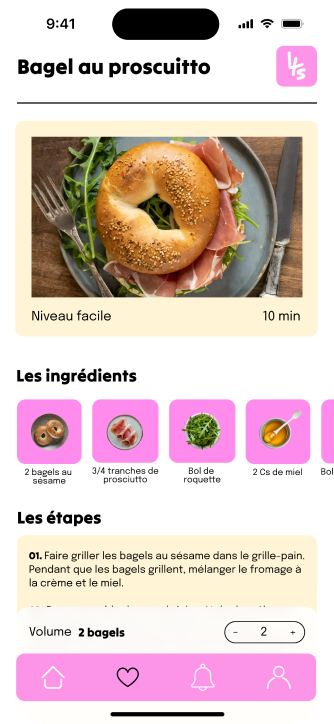 9:41
Bagel au proscuitto
Lys
Niveau facile
10 min
Les ingrédients
2 bagels au
sésame
3/4 tranches de
prosciutto
Bol de
roquette
2 Cs de miel
Bol
Les étapes
01. Faire griller les bagels au sésame dans le grille-pain.
Pendant que les bagels grillent, mélanger le fromage à
la crème et le miel.
Volume 2 bagels
- 2 +